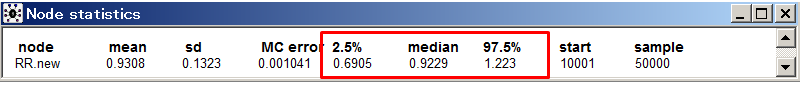 Node statistics
node mean sd MC error 2.5% median 97.5% start sample
RR.new 0.9308 0.1323 0.001041 0.6905 0.9229 1.223 10001 50000